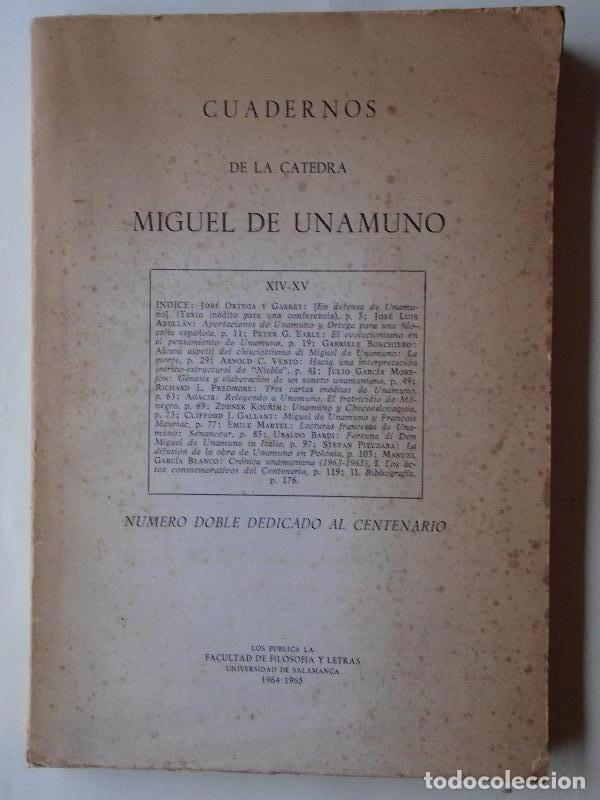 CUADERNOS
DE LA CATEDRA
MIGUEL DE UNAMUNO
XIV-XV
INDICE: JOSÉ ORTEGA Y GASSET: [En defensa de Unamu-
no]. (Texto inédito para una conferencia), p. 5; JOSÉ LUIS
ABELLÁN: Aportaciones de Unamuno y Ortega para una filo-
sofía española, p. 11; PETER G. EARLE: El evolucionismo en
el pensamiento de Unamuno, p. 19; GABRIELE BOSCHIERO:
Alcuni aspetti del chisciottismo di Miguel de Unamuno: La
morte, p. 29; ARNOLD C. VENTO: Hacia una interpretación
onírico-estructural de "Niebla", p. 41; JULIO GARCÍA MORE-
JÓN: Génesis y elaboración de un soneto unamuniano, p. 49;
RICHARD L. PREDMORE: Tres cartas inéditas de Unamuno,
p. 63; AGACIR: Releyendo a Unamuno, El fratricidio de Mó-
negro, p. 69; ZDENEK KOUŘÍM: Unamuno y Checoeslovaquia,
p. 73; CLIFFORD J. GALLANT: Miguel de Unamuno y François
Mauriac, p. 77; EMILE MARTEL: Lecturas francesas de Una-
muno: Sénancour, p. 85; UBALDO BARDI: Fortuna di Don
Miguel de Unamuno in Italia, p. 97; STEFAN PIECZARA: La
difusión de la obra de Unamuno en Polonia, p. 103; MANUEL
GARCÍA BLANCO: Crónica unamuniana (1963-1965), I. Los ac-
tos conmemorativos del Centenario, p. 119; II. Bibliografía,
p. 176.
NUMERO DOBLE DEDICADO AL CENTENARIO
LOS PUBLICA LA
FACULTAD DE FILOSOFIA Y LETRAS
UNIVERSIDAD DE SALAMANCA
1964-1965
todocoleccion